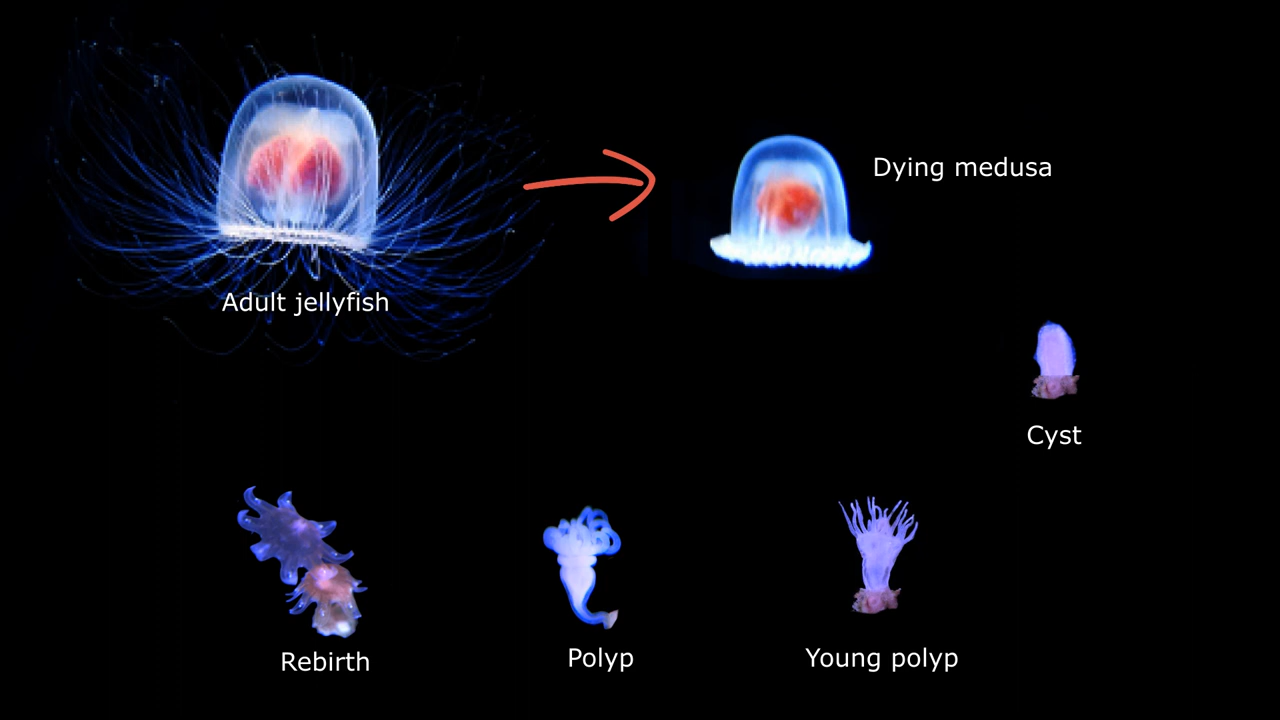 Adult jellyfish
Dying medusa
Cyst
Young polyp
Polyp
Rebirth